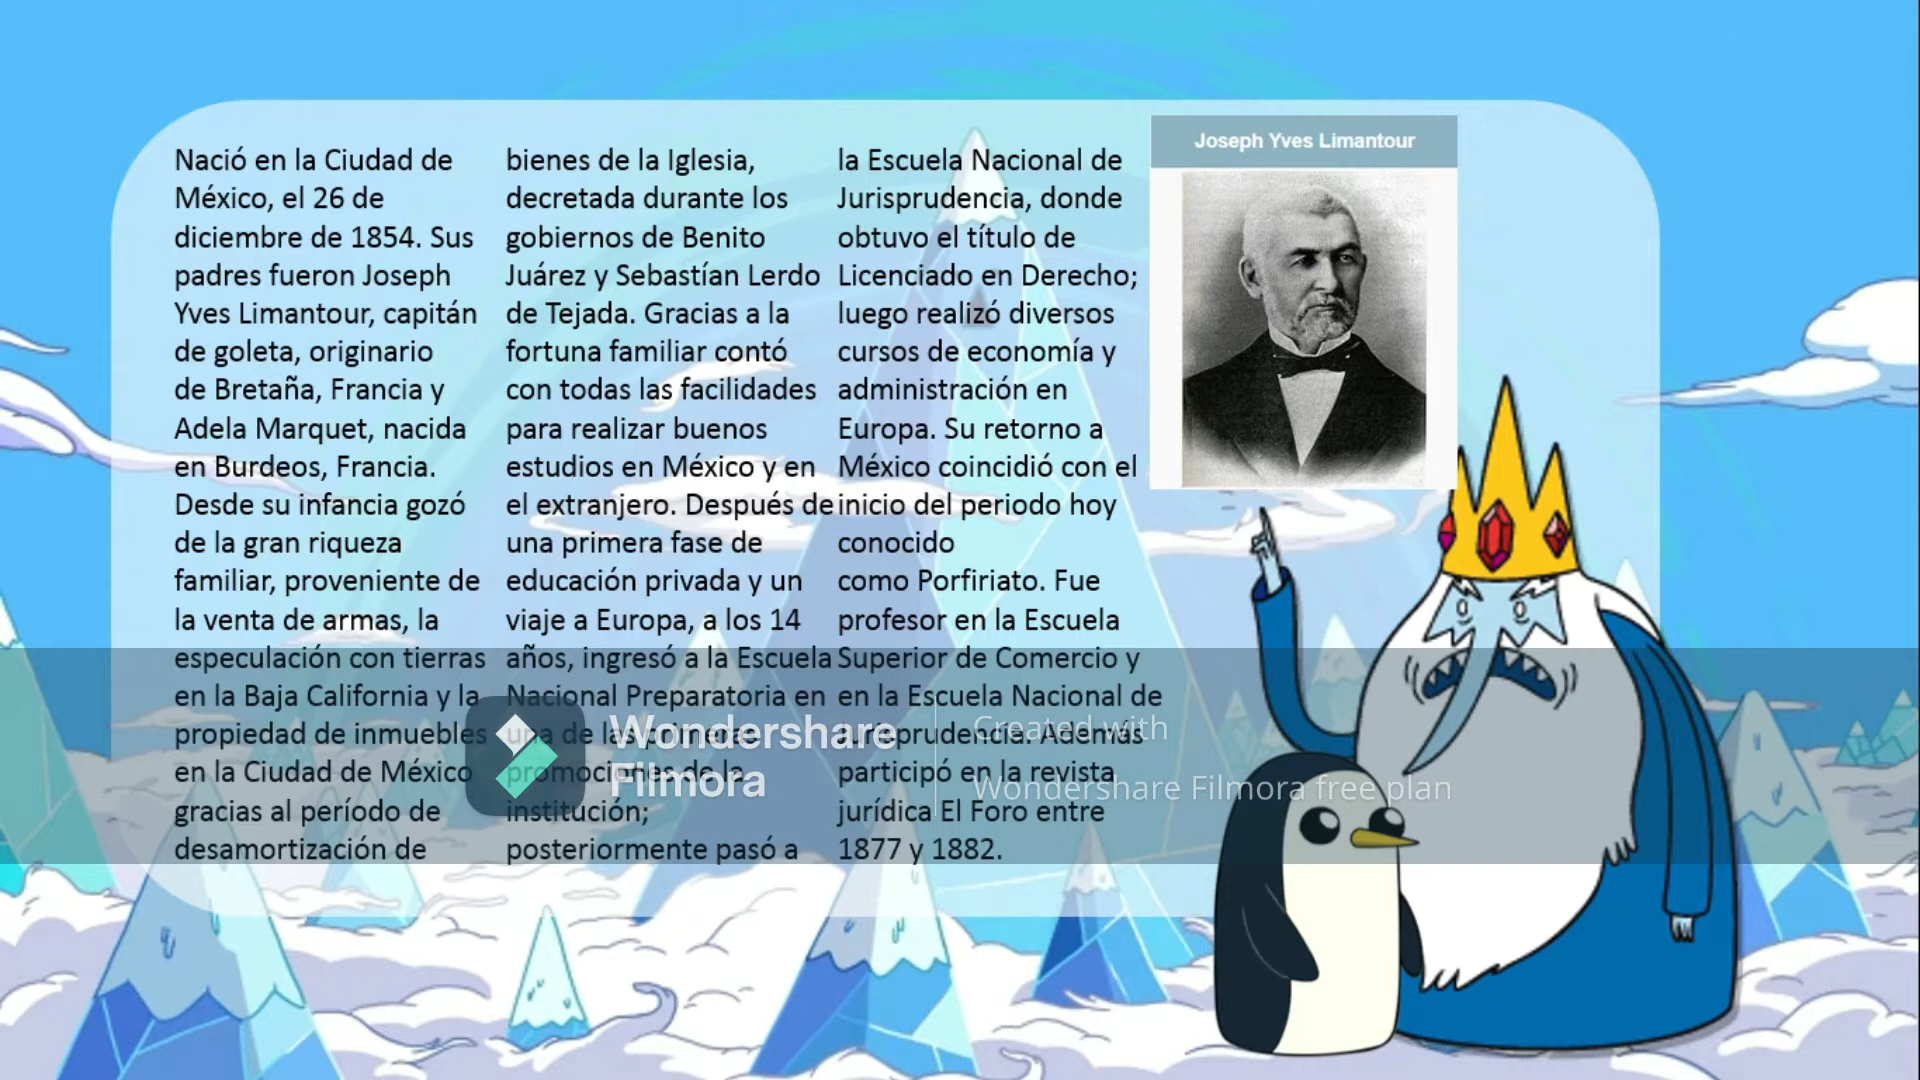 Nació en la Ciudad de
México, el 26 de
diciembre de 1854. Sus
padres fueron Joseph
Yves Limantour, capitán
de goleta, originario
de Bretaña, Francia y
Adela Marquet, nacida
en Burdeos, Francia.
Desde su infancia gozó
de la gran riqueza
familiar, proveniente de
la venta de armas, la
especulación con tierras
en la Baja California y la
propiedad de inmuebles
en la Ciudad de México
gracias al período de
desamortización de
bienes de la Iglesia,
decretada durante los
gobiernos de Benito
Juárez y Sebastían Lerdo
de Tejada. Gracias a la
fortuna familiar contó
con todas las facilidades
para realizar buenos
estudios en México y en
el extranjero. Después de
una primera fase de
educación privada y un
viaje a Europa, a los 14
años, ingresó a la Escuela
Nacional Preparatoria en
una de las primeras
promociones de la
institución;
posteriormente pasó a
la Escuela Nacional de
Jurisprudencia, donde
obtuvo el título de
Licenciado en Derecho;
luego realizó diversos
cursos de economía y
administración en
Europa. Su retorno a
México coincidió con el
inicio del periodo hoy
conocido
como Porfiriato. Fue
profesor en la Escuela
Superior de Comercio y
en la Escuela Nacional de
Jurisprudencia. Además
participó en la revista
jurídica El Foro entre
1877 y 1882.
Joseph Yves Limantour
Wondershare
Filmora
Created with
Wondershare Filmora free plan